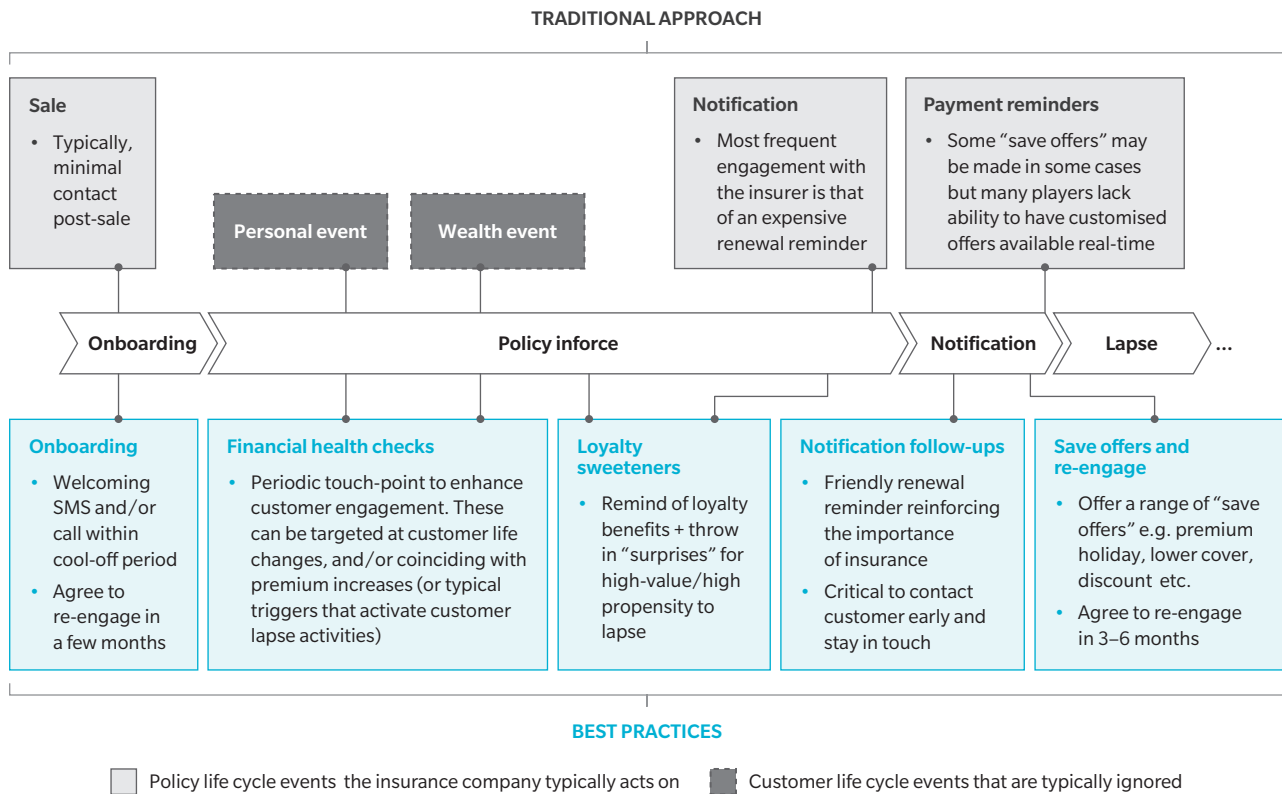 TRADITIONAL APPROACH
Sale
• Typically,
minimal
contact
post-sale
Personal event
Wealth event
Notification
• Most frequent
engagement with
the insurer is that
of an expensive
renewal reminder
Payment reminders
• Some “save offers” may
be made in some cases
but many players lack
ability to have customised
offers available real-time
Onboarding
Policy inforce
Notification
Lapse
...
Onboarding
• Welcoming
SMS and/or
call within
cool-off period
• Agree to
re-engage in
a few months
Financial health checks
• Periodic touch-point to enhance
customer engagement. These
can be targeted at customer life
changes, and/or coinciding with
premium increases (or typical
triggers that activate customer
lapse activities)
Loyalty
sweeteners
• Remind of loyalty
benefits + throw
in “surprises” for
high-value/high
propensity to
lapse
Notification follow-ups
• Friendly renewal
reminder reinforcing
the importance
of insurance
• Critical to contact
customer early and
stay in touch
Save offers and
re-engage
• Offer a range of “save
offers” e.g. premium
holiday, lower cover,
discount etc.
• Agree to re-engage
in 3–6 months
BEST PRACTICES
Policy life cycle events the insurance company typically acts on
Customer life cycle events that are typically ignored